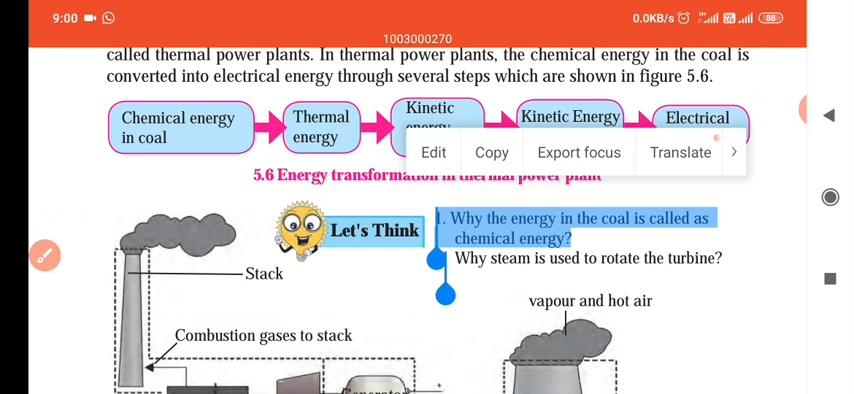 9:00
0.0KB/s
88
1003000270
called thermal power plants. In thermal power plants, the chemical energy in the coal is
converted into electrical energy through several steps which are shown in figure 5.6.
Chemical energy
in coal
Thermal
energy
Kinetic
energy
Kinetic Energy
Electrical
Edit
Copy
Export focus
Translate
5.6 Energy transformation in thermal power plant
Let's Think
1. Why the energy in the coal is called as
chemical energy?
Why steam is used to rotate the turbine?
Stack
vapour and hot air
Combustion gases to stack
Generator
+